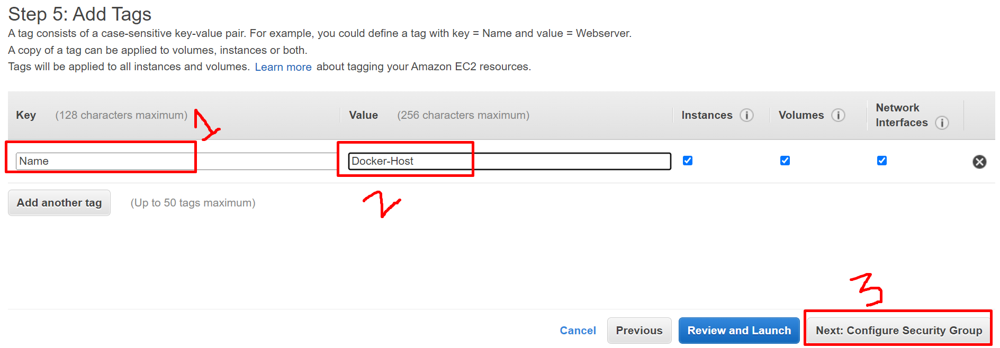 Step 5: Add Tags
A tag consists of a case-sensitive key-value pair. For example, you could define a tag with key = Name and value = Webserver.
A copy of a tag can be applied to volumes, instances or both.
Tags will be applied to all instances and volumes. Learn more about tagging your Amazon EC2 resources.
Key (128 characters maximum) Value (256 characters maximum) Instances i Volumes i Network Interfaces i
1
Name Docker-Host
2
Add another tag (Up to 50 tags maximum)
3
Cancel Previous Review and Launch Next: Configure Security Group